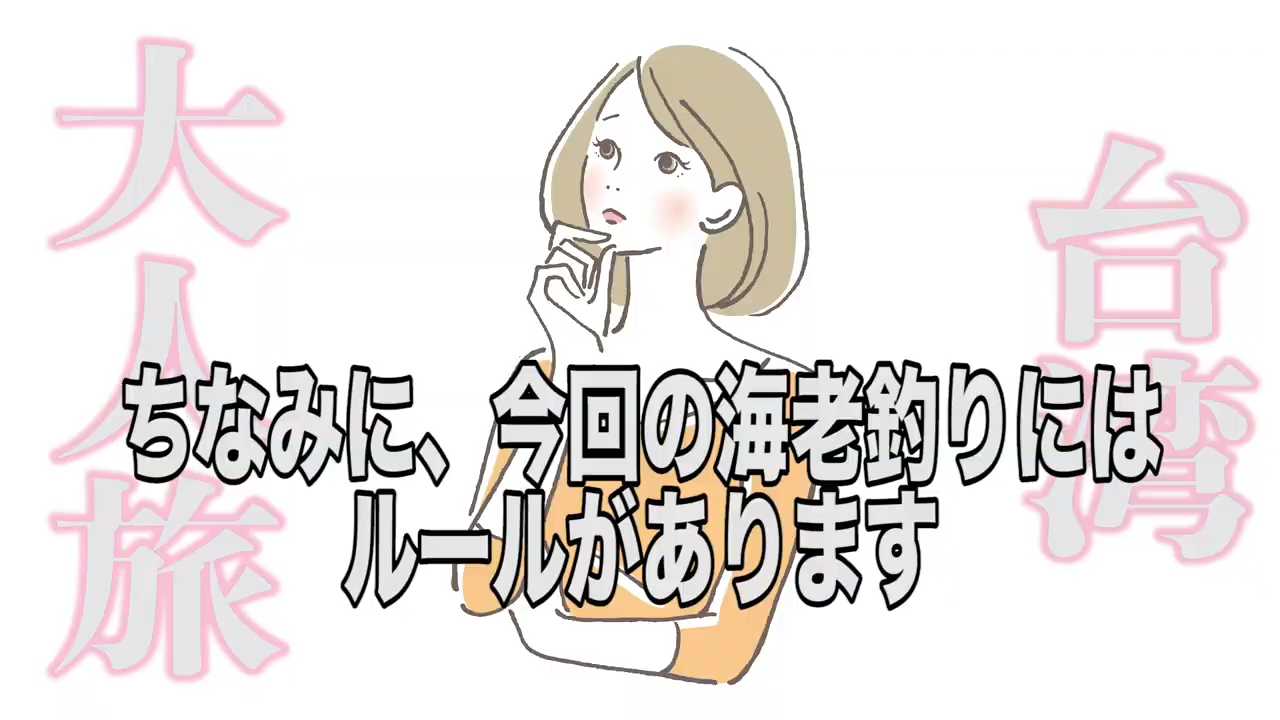 大人旅
台湾
ちなみに、今回の海老釣りには
ルールがあります